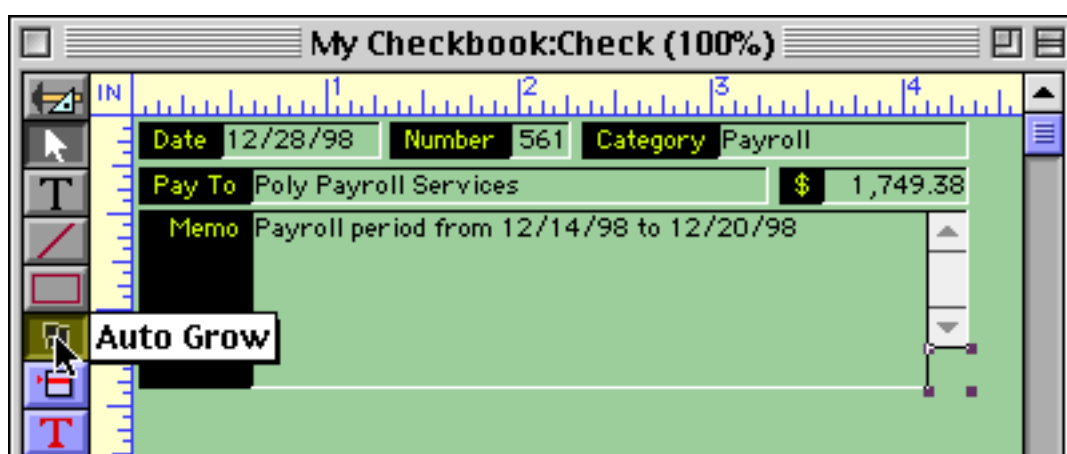 My Checkbook:Check (100%)
IN 1 2 3 4
Date 12/28/98 Number 561 Category Payroll
T Pay To Poly Payroll Services $ 1,749.38
Memo Payroll period from 12/14/98 to 12/20/98
Auto Grow
T